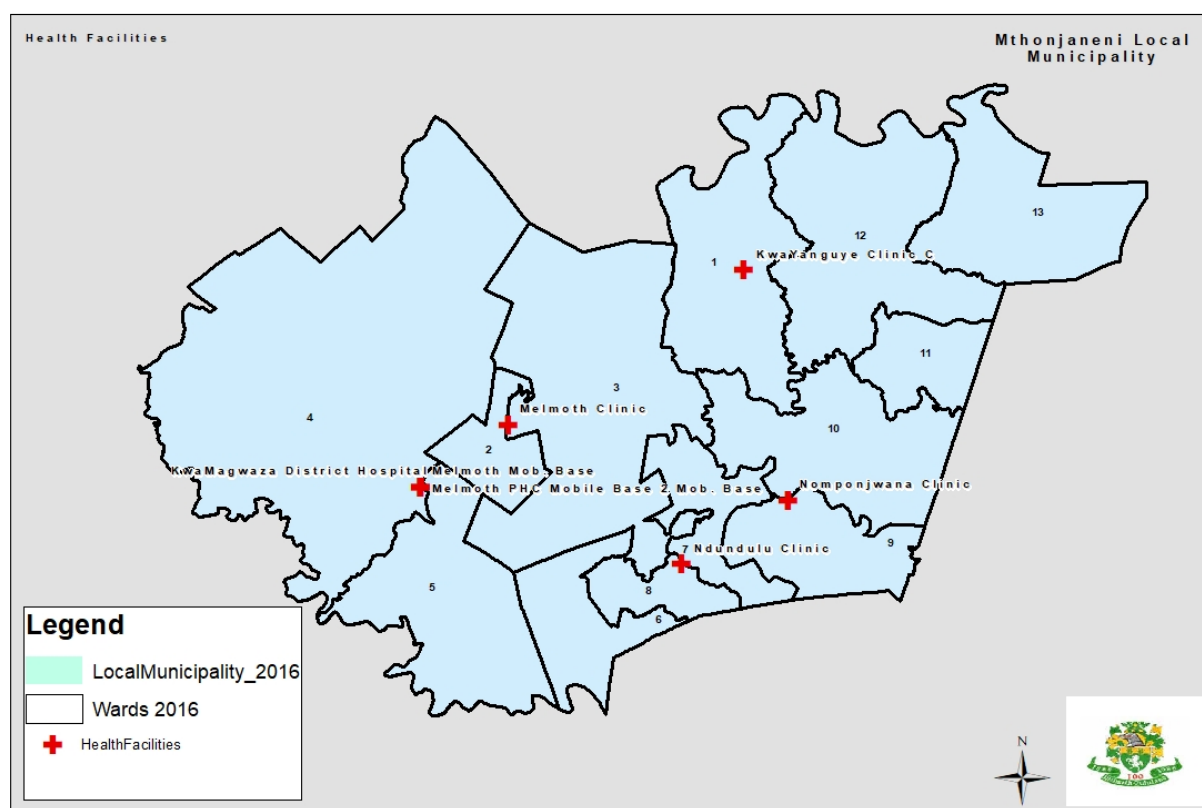 Health Facilities
Mthonjaneni Local
Municipality
13
12
1
KwaYanguye Clinic C
11
3
Melmoth Clinic
4
10
2
KwaMagwaza District Hospital
Melmoth Mob. Base
Melmoth PHC Mobile Base 2 Mob. Base
Nomponjwana Clinic
9
7
Ndundulu Clinic
5
8
6
Legend
LocalMunicipality_2016
Wards 2016
HealthFacilities
N
100